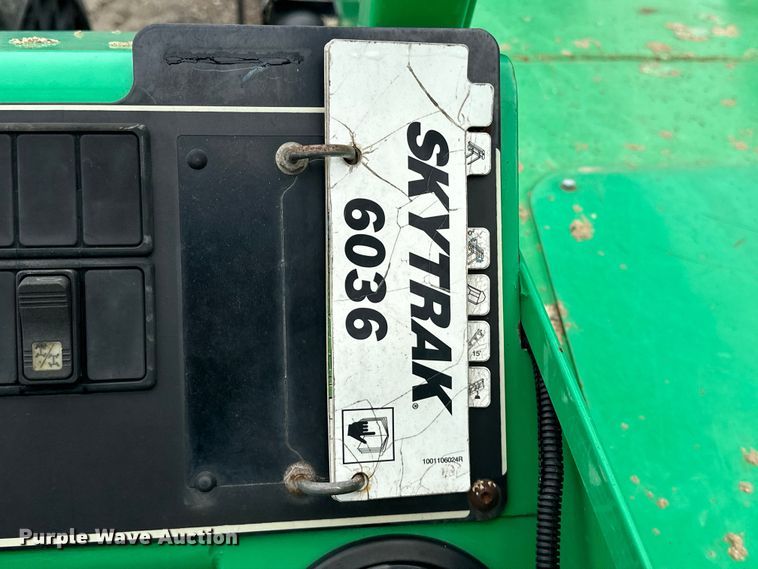 SKYTRAK®
6036
1001106024R
15'
Purple Wave Auction